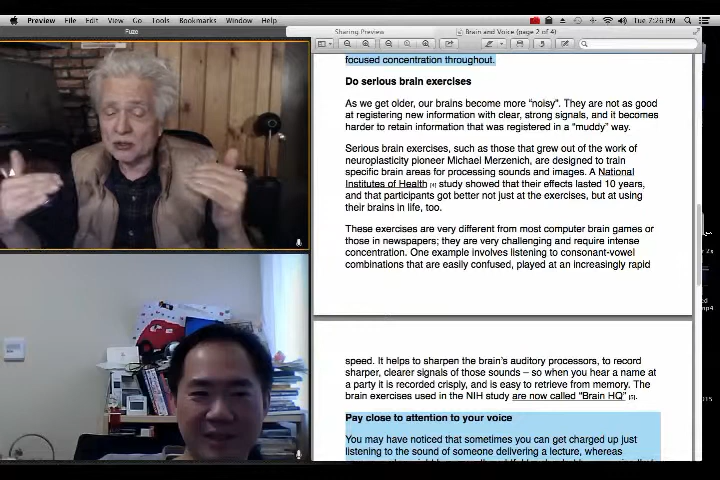 Preview File Edit View Go Tools Bookmarks Window Help
Tue 7:26 PM
Fuze
Sharing Preview
Brain and Voice (page 2 of 4)
focused concentration throughout.
Do serious brain exercises
As we get older, our brains become more "noisy". They are not as good
at registering new information with clear, strong signals, and it becomes
harder to retain information that was registered in a "muddy" way.
Serious brain exercises, such as those that grew out of the work of
neuroplasticity pioneer Michael Merzenich, are designed to train
specific brain areas for processing sounds and images. A National
Institutes of Health [4] study showed that their effects lasted 10 years,
and that participants got better not just at the exercises, but at using
their brains in life, too.
These exercises are very different from most computer brain games or
those in newspapers; they are very challenging and require intense
concentration. One example involves listening to consonant-vowel
combinations that are easily confused, played at an increasingly rapid
speed. It helps to sharpen the brain's auditory processors, to record
sharper, clearer signals of those sounds – so when you hear a name at
a party it is recorded crisply, and is easy to retrieve from memory. The
brain exercises used in the NIH study are now called "Brain HQ"
Pay close to attention to your voice
You may have noticed that sometimes you can get charged up just
listening to the sound of someone delivering a lecture, whereas